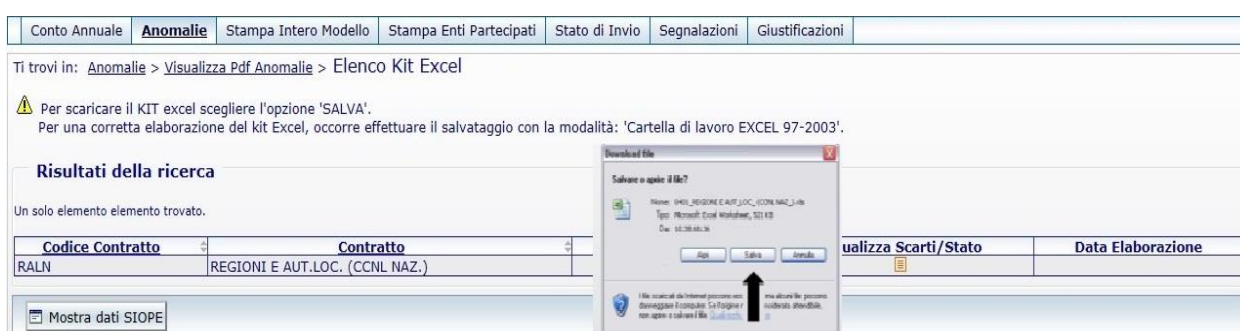 Conto Annuale Anomalie Stampa Intero Modello Stampa Enti Partecipati Stato di Invio Segnalazioni Giustificazioni
Ti trovi in: Anomalie > Visualizza Pdf Anomalie > Elenco Kit Excel
Per scaricare il KIT excel scegliere l'opzione 'SALVA'.
Per una corretta elaborazione del kit Excel, occorre effettuare il salvataggio con la modalità: 'Cartella di lavoro EXCEL 97-2003'.
Risultati della ricerca
Un solo elemento elemento trovato.
Codice Contratto Contratto ualizza Scarti/Stato Data Elaborazione
RALN REGIONI E AUT.LOC. (CCNL NAZ.)
Mostra dati SIOPE
Download file
Salvare o aprire il file?
Tipo: Microsoft Excel Worksheet, 521 KB
Da:
Apri Salva Annulla